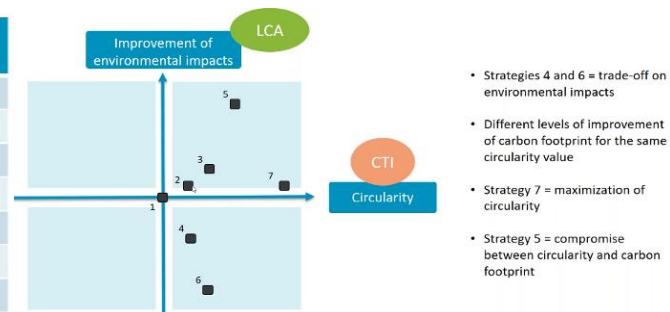 LCA
Improvement of
environmental impacts
5
3
2
7
1
4
6
CTI
Circularity
• Strategies 4 and 6 = trade-off on
environmental impacts
• Different levels of improvement
of carbon footprint for the same
circularity value
• Strategy 7 = maximization of
circularity
• Strategy 5 = compromise
between circularity and carbon
footprint